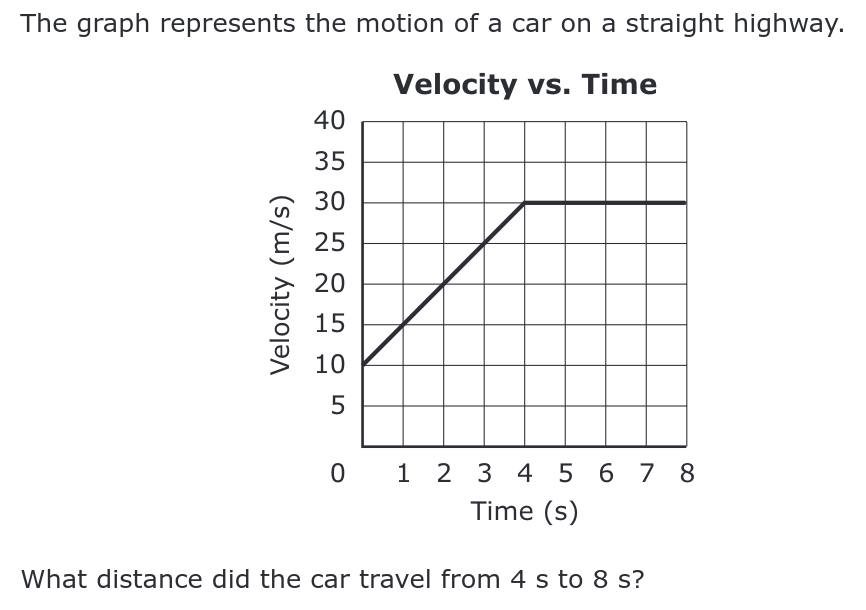 The graph represents the motion of a car on a straight highway.
Velocity vs. Time
40
35
30
25
20
15
10
5
Velocity (m/s)
0 1 2 3 4 5 6 7 8
Time (s)
What distance did the car travel from 4 s to 8 s?